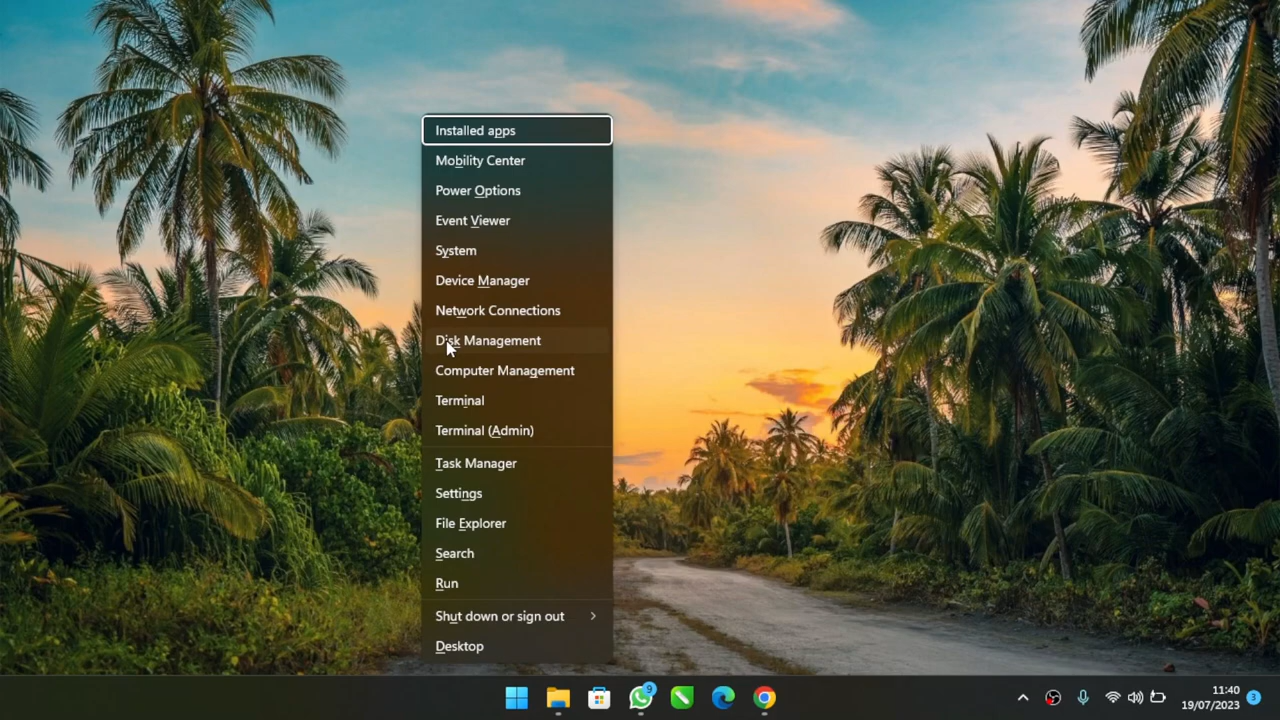 Installed apps
Mobility Center
Power Options
Event Viewer
System
Device Manager
Network Connections
Disk Management
Computer Management
Terminal
Terminal (Admin)
Task Manager
Settings
File Explorer
Search
Run
Shut down or sign out
Desktop
9
11:40
19/07/2023
3